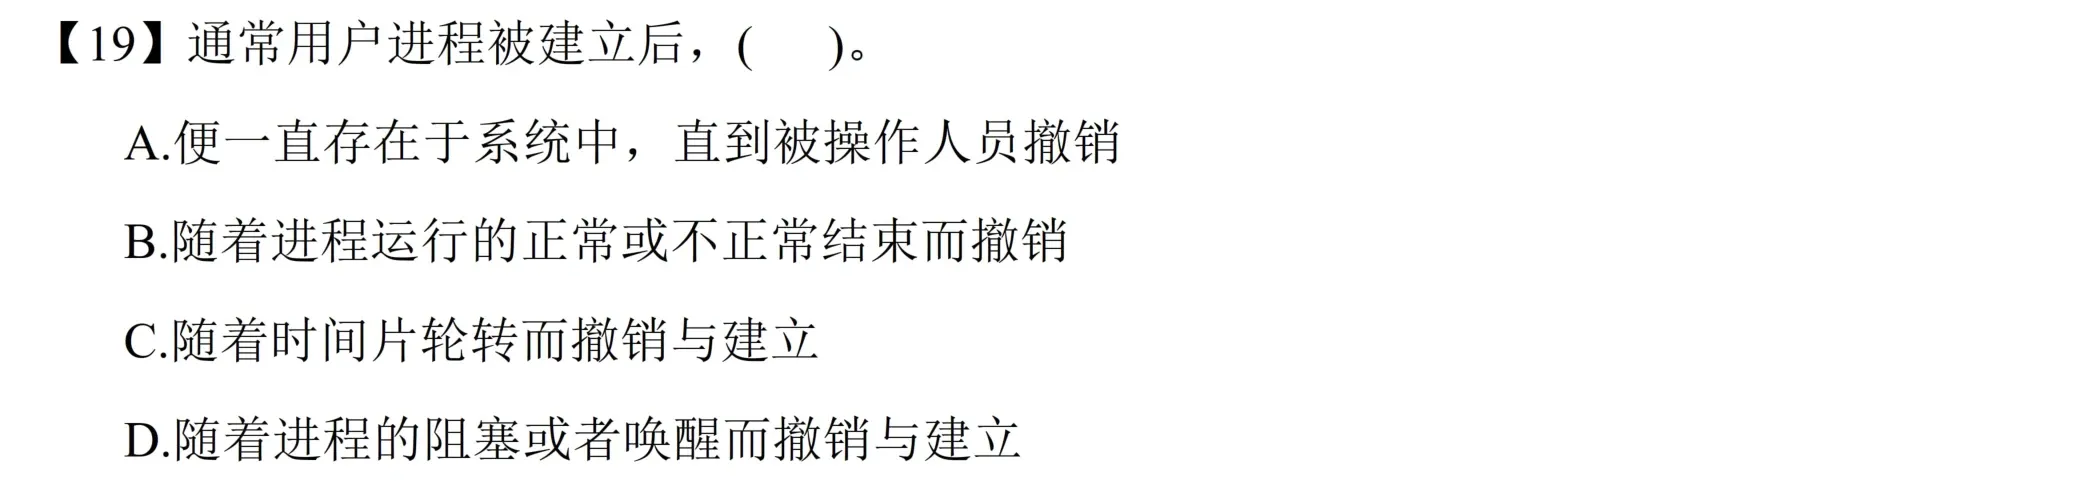 【19】通常用户进程被建立后，(   )。
A.便一直存在于系统中，直到被操作人员撤销
B.随着进程运行的正常或不正常结束而撤销
C.随着时间片轮转而撤销与建立
D.随着进程的阻塞或者唤醒而撤销与建立